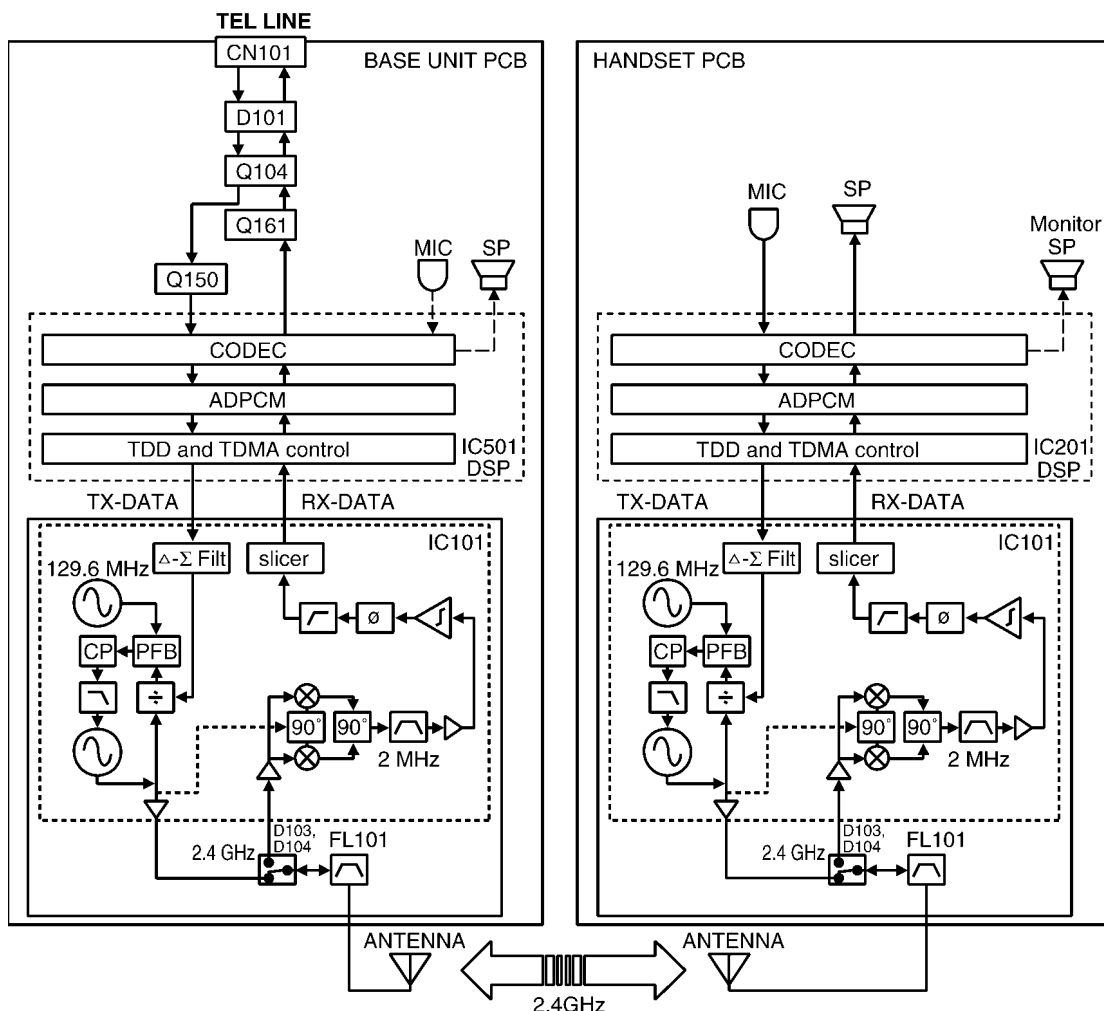 TEL LINE
CN101
BASE UNIT PCB
D101
Q104
Q161
Q150
MIC
SP
CODEC
ADPCM
TDD and TDMA control
IC501
DSP
TX-DATA
RX-DATA
IC101
Δ-Σ Filt
slicer
129.6 MHz
CP
PFB
÷
ø
90°
90°
2 MHz
2.4 GHz
D103,
D104
FL101
ANTENNA
HANDSET PCB
MIC
SP
Monitor
SP
CODEC
ADPCM
TDD and TDMA control
IC201
DSP
TX-DATA
RX-DATA
IC101
Δ-Σ Filt
slicer
129.6 MHz
CP
PFB
÷
ø
90°
90°
2 MHz
2.4 GHz
D103,
D104
FL101
ANTENNA
2.4GHz